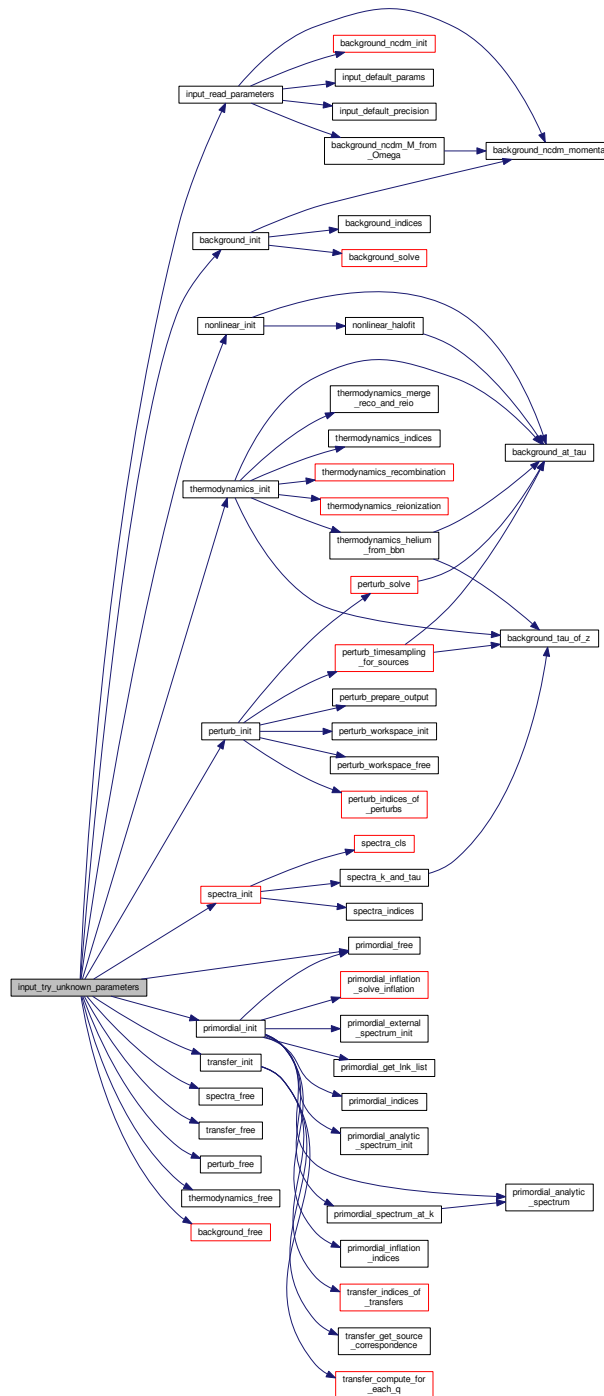 background_ncdm_init
input_default_params
input_read_parameters
input_default_precision
background_ncdm_M_from
_Omega
background_ncdm_momenta
background_indices
background_init
background_solve
nonlinear_init
nonlinear_halofit
thermodynamics_merge
_reco_and_reio
thermodynamics_indices
background_at_tau
thermodynamics_recombination
thermodynamics_init
thermodynamics_reionization
thermodynamics_helium
_from_bbn
perturb_solve
background_tau_of_z
perturb_timesampling
_for_sources
perturb_prepare_output
perturb_init
perturb_workspace_init
perturb_workspace_free
perturb_indices_of
_perturbs
spectra_cls
spectra_k_and_tau
spectra_init
spectra_indices
primordial_free
input_try_unknown_parameters
primordial_inflation
_solve_inflation
primordial_init
primordial_external
_spectrum_init
transfer_init
primordial_get_lnk_list
spectra_free
primordial_indices
transfer_free
primordial_analytic
_spectrum_init
perturb_free
thermodynamics_free
primordial_analytic
_spectrum
primordial_spectrum_at_k
background_free
primordial_inflation
_indices
transfer_indices_of
_transfers
transfer_get_source
_correspondence
transfer_compute_for
_each_q